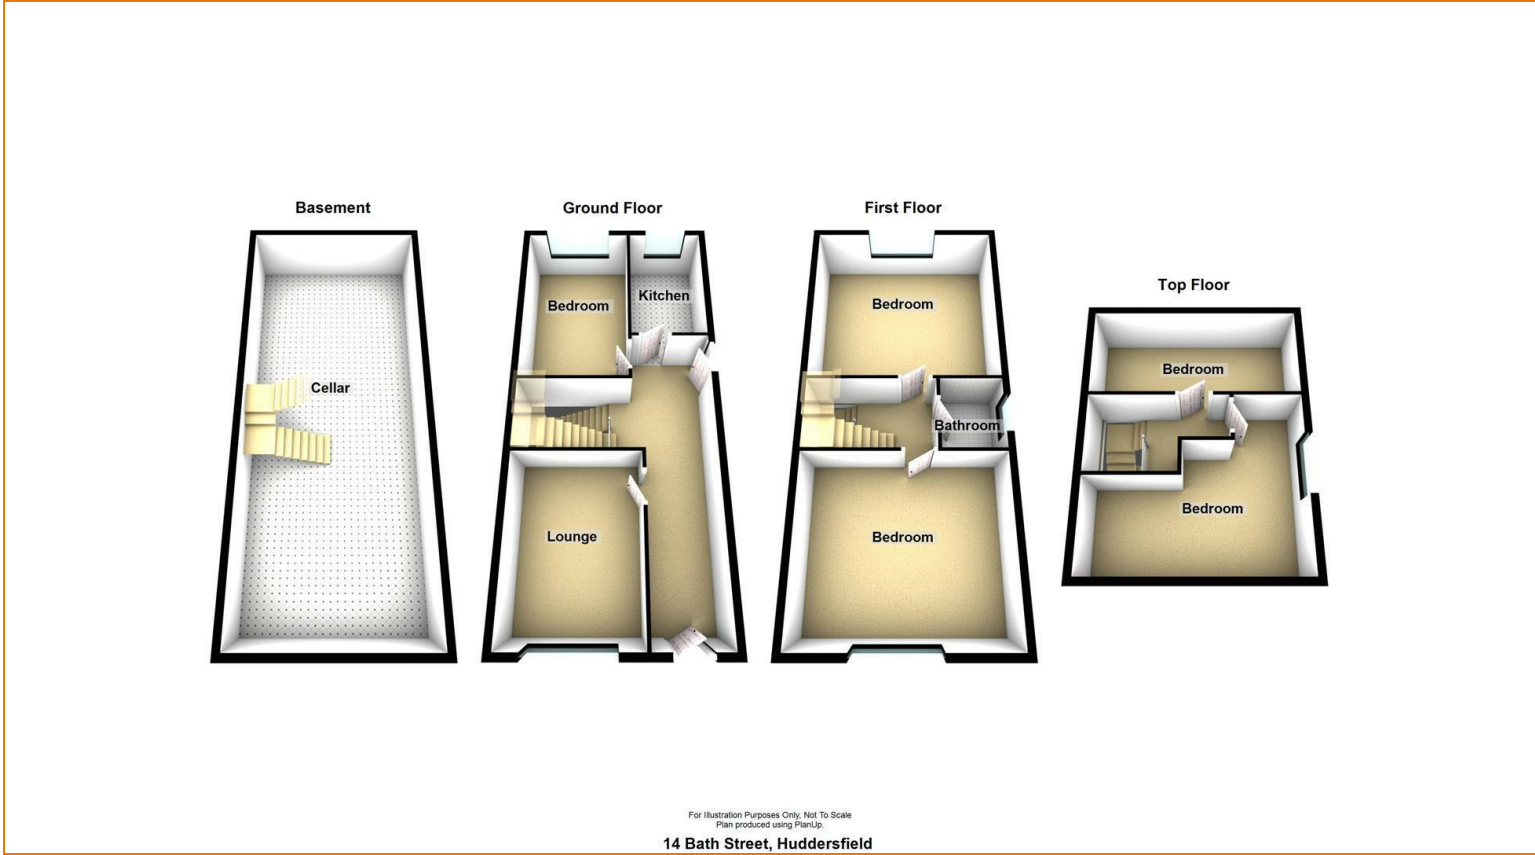 Basement
Ground Floor
First Floor
Top Floor
Cellar
Bedroom
Kitchen
Lounge
Bedroom
Bathroom
Bedroom
Bedroom
Bedroom
For Illustration Purposes Only, Not To Scale
Plan produced using PlanUp.
14 Bath Street, Huddersfield